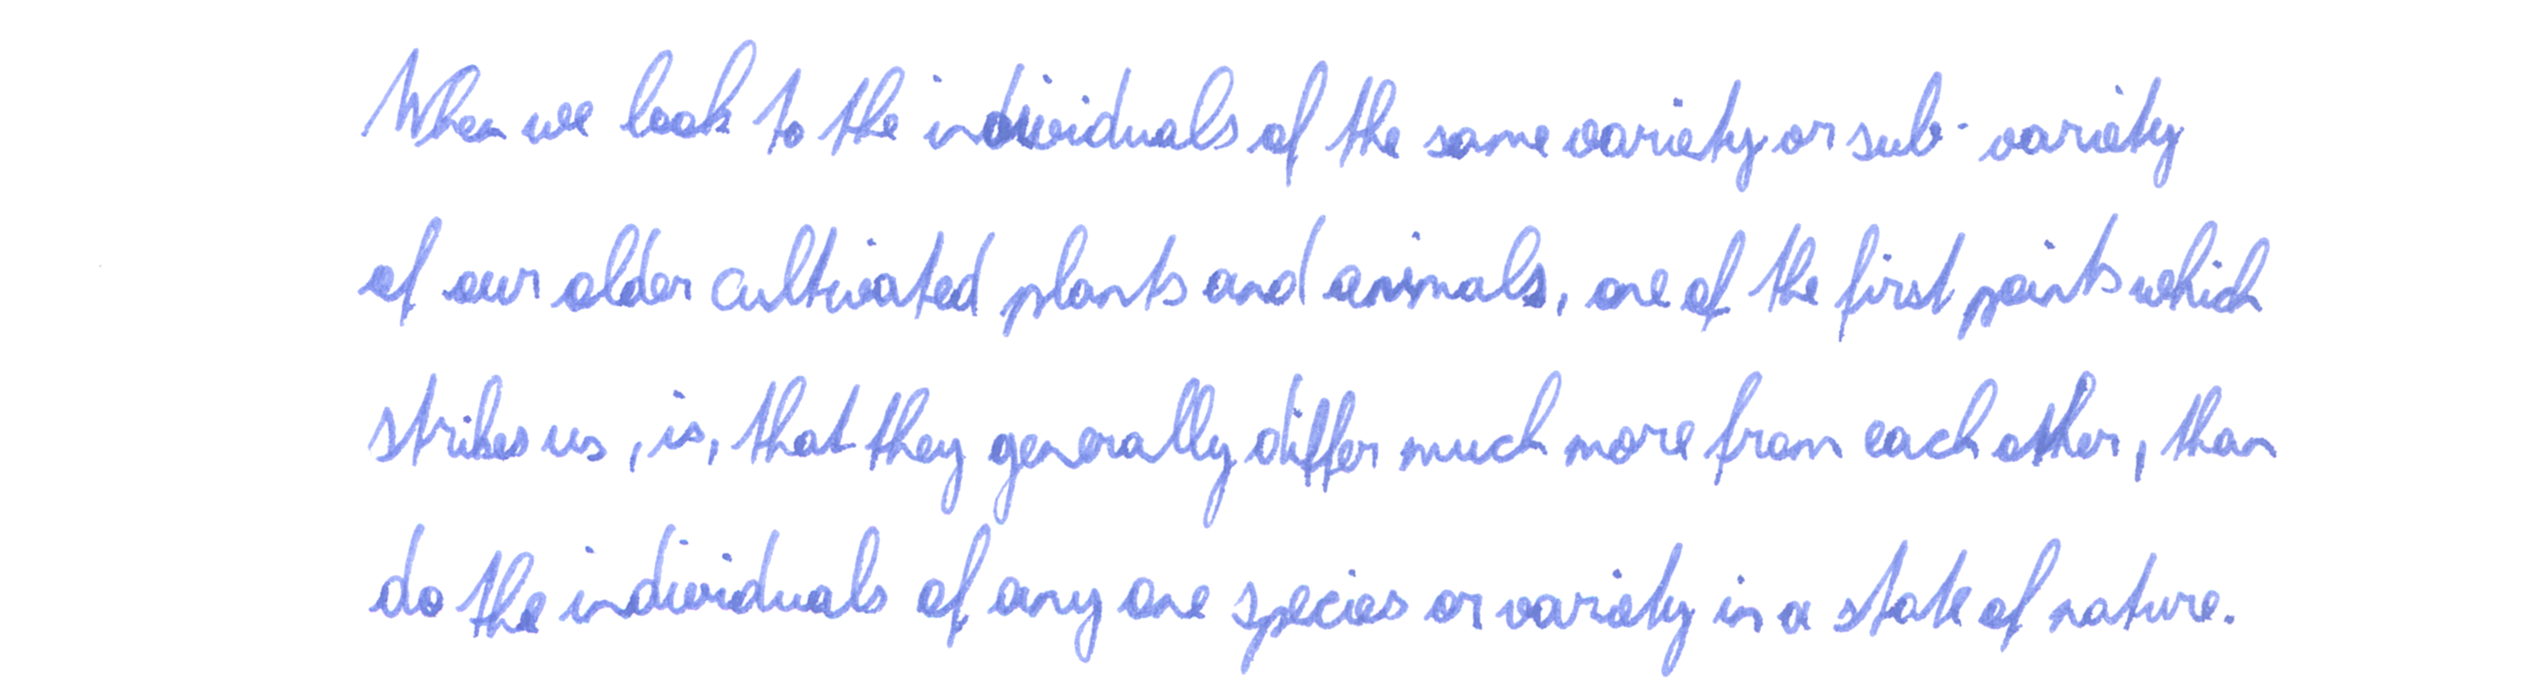 When we look to the individuals of the same variety or sub-variety
of our older cultivated plants and animals, one of the first points which
strikes us, is, that they generally differ much more from each other, than
do the individuals of any one species or variety in a state of nature.